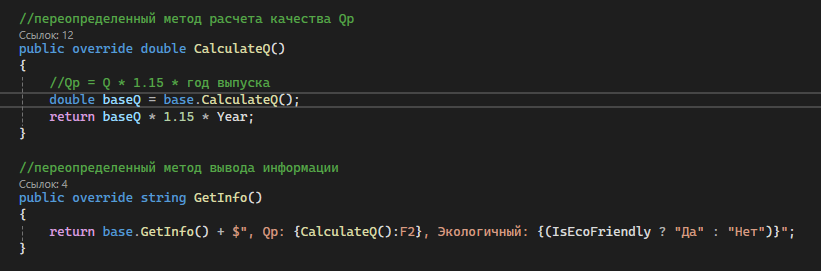 //переопределенный метод расчета качества Qp
Ссылок: 12
public override double CalculateQ()
{
    //Qp = Q * 1.15 * год выпуска
    double baseQ = base.CalculateQ();
    return baseQ * 1.15 * Year;
}
//переопределенный метод вывода информации
Ссылок: 4
public override string GetInfo()
{
    return base.GetInfo() + $", Qp: {CalculateQ():F2}, Экологичный: {(IsEcoFriendly ? "Да" : "Нет")}";
}